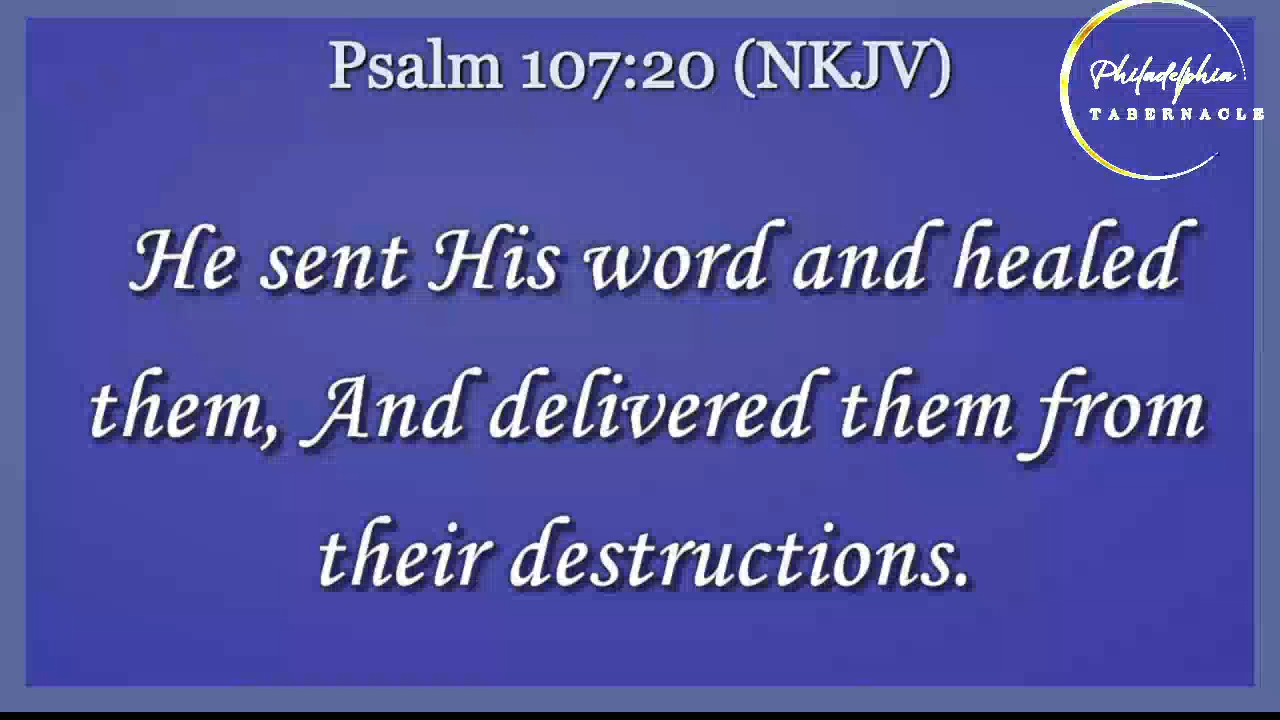 Psalm 107:20 (NKJV)
Philadelphia
TABERNACLE
He sent His word and healed
them, And delivered them from
their destructions.